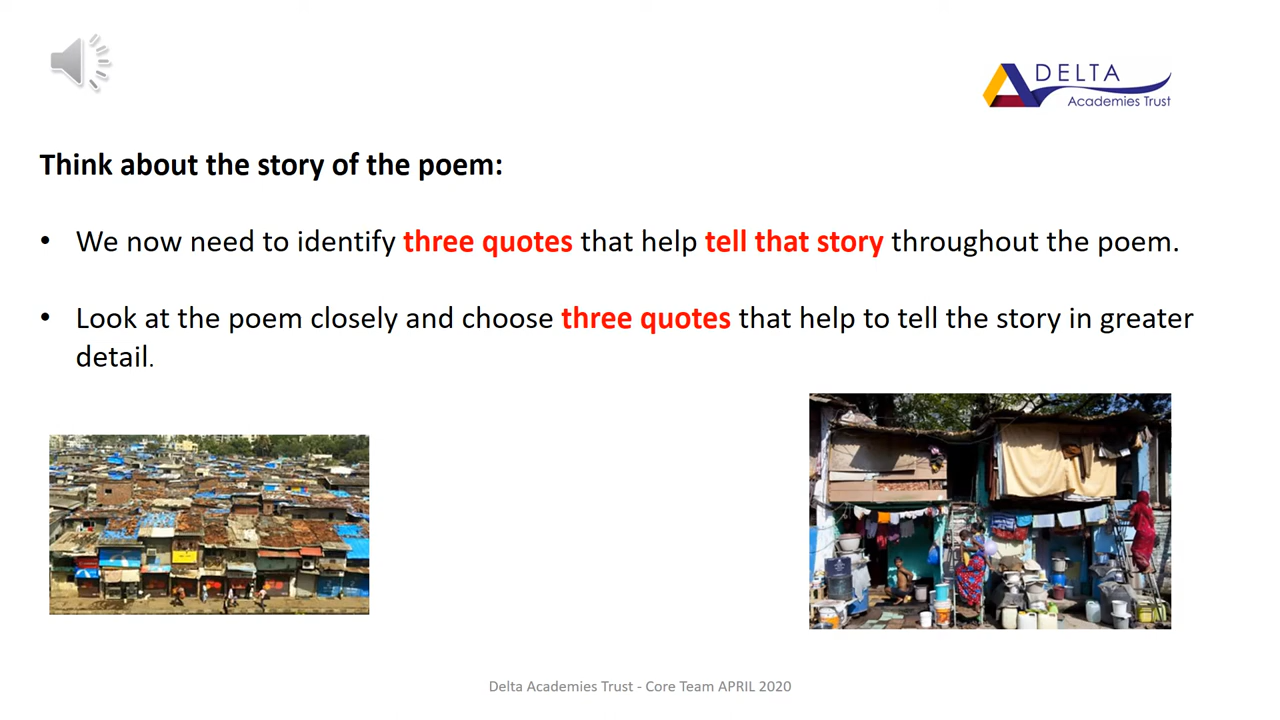 DELTA
Academies Trust
Think about the story of the poem:
• We now need to identify three quotes that help tell that story throughout the poem.
• Look at the poem closely and choose three quotes that help to tell the story in greater
detail.
Delta Academies Trust - Core Team APRIL 2020